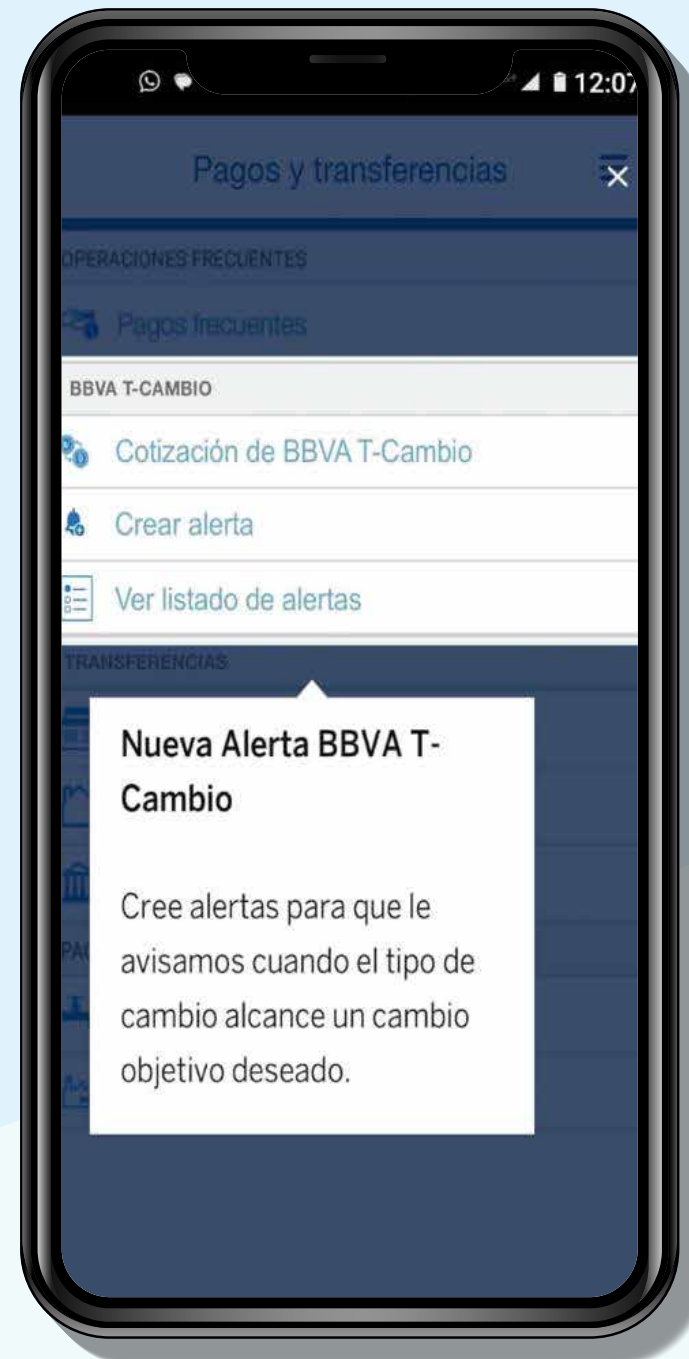 12:07
Pagos y transferencias
OPERACIONES FRECUENTES
Pagos frecuentes
BBVA T-CAMBIO
Cotización de BBVA T-Cambio
Crear alerta
Ver listado de alertas
TRANSFERENCIAS
Nueva Alerta BBVA T-
Cambio
Cree alertas para que le
avisamos cuando el tipo de
cambio alcance un cambio
objetivo deseado.